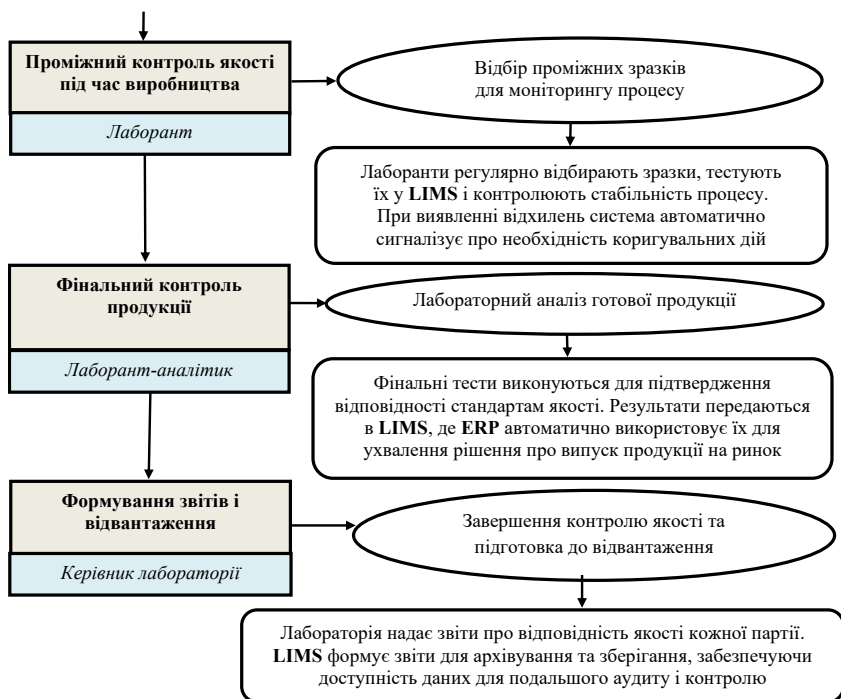 Проміжний контроль якості
під час виробництва
Лаборант
Відбір проміжних зразків
для моніторингу процесу
Лаборанти регулярно відбирають зразки, тестують
їх у LIMS і контролюють стабільність процесу.
При виявленні відхилень система автоматично
сигналізує про необхідність коригувальних дій
Фінальний контроль
продукції
Лаборант-аналітик
Лабораторний аналіз готової продукції
Фінальні тести виконуються для підтвердження
відповідності стандартам якості. Результати передаються
в LIMS, де ERP автоматично використовує їх для
ухвалення рішення про випуск продукції на ринок
Формування звітів і
відвантаження
Керівник лабораторії
Завершення контролю якості та
підготовка до відвантаження
Лабораторія надає звіти про відповідність якості кожної партії.
LIMS формує звіти для архівування та зберігання, забезпечуючи
доступність даних для подальшого аудиту і контролю